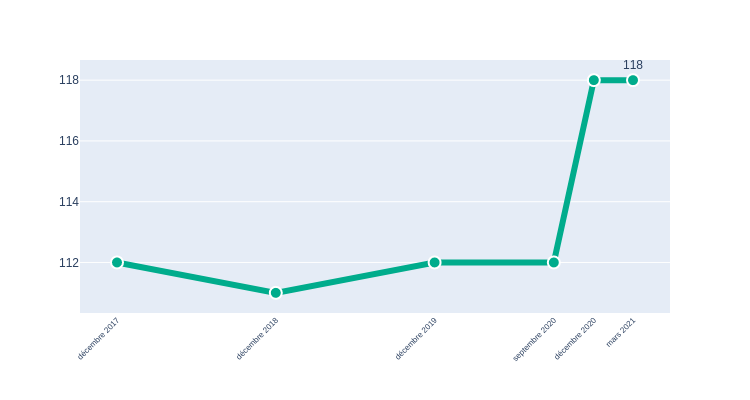 118
118
116
114
112
décembre 2017
décembre 2018
décembre 2019
septembre 2020
décembre 2020
mars 2021